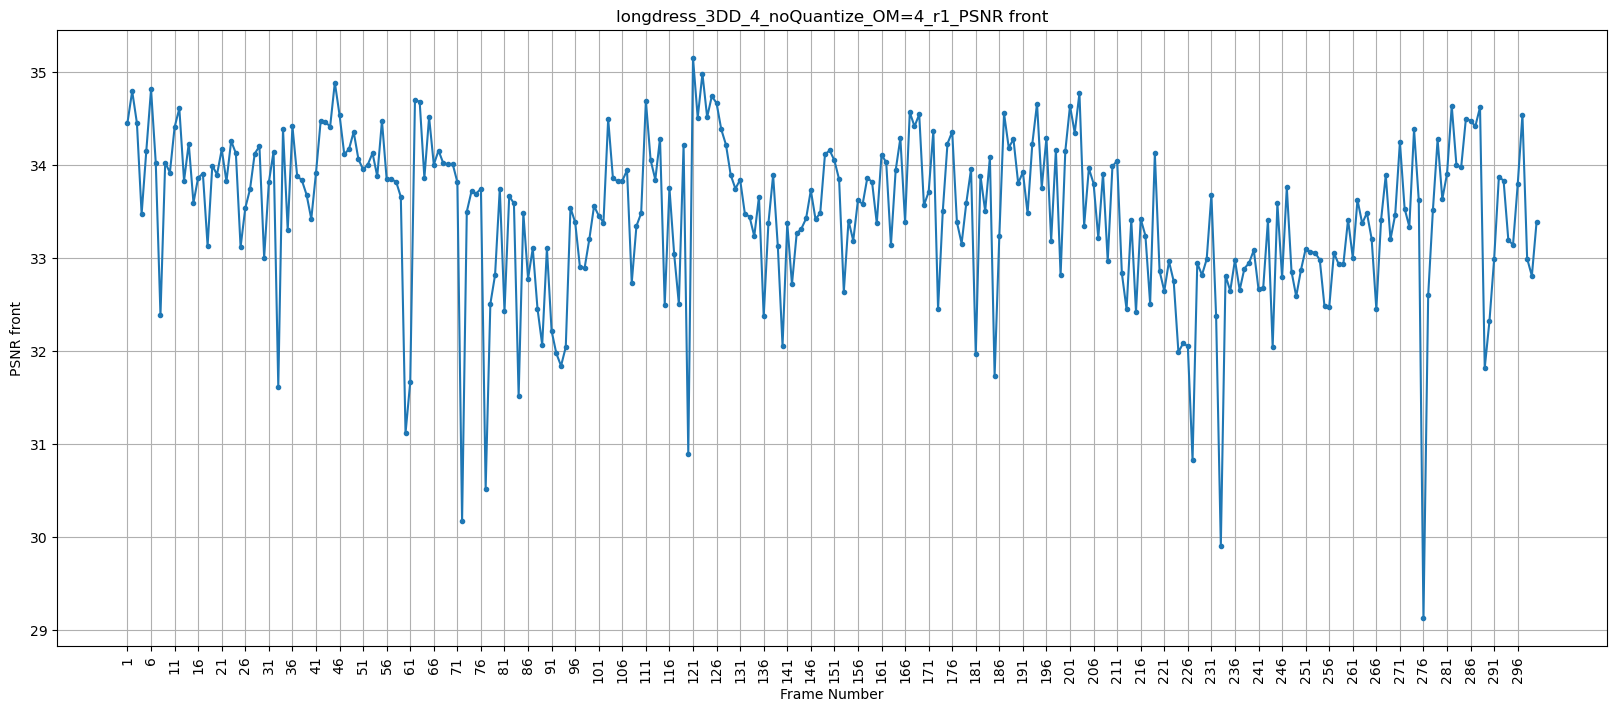 longdress_3DD_4_noQuantize_OM=4_r1_PSNR front
PSNR front
35
34
33
32
31
30
29
1 6 11 16 21 26 31 36 41 46 51 56 61 66 71 76 81 86 91 96 101 106 111 116 121 126 131 136 141 146 151 156 161 166 171 176 181 186 191 196 201 206 211 216 221 226 231 236 241 246 251 256 261 266 271 276 281 286 291 296
Frame Number